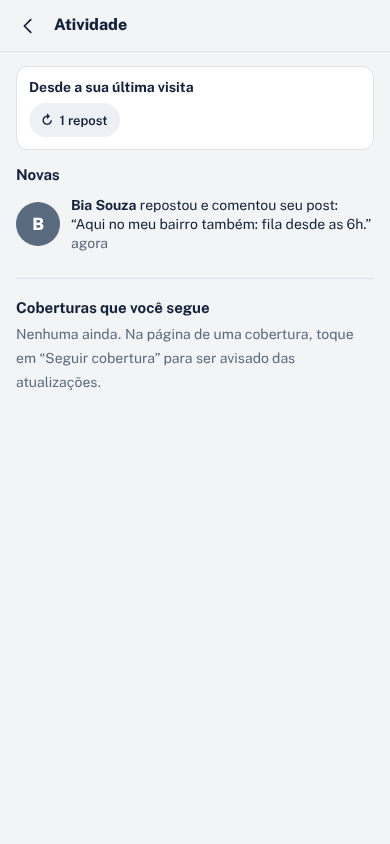 Atividade
Desde a sua última visita
1 repost
Novas
B
Bia Souza repostou e comentou seu post:
“Aqui no meu bairro também: fila desde as 6h.”
agora
Coberturas que você segue
Nenhuma ainda. Na página de uma cobertura, toque
em “Seguir cobertura” para ser avisado das
atualizações.